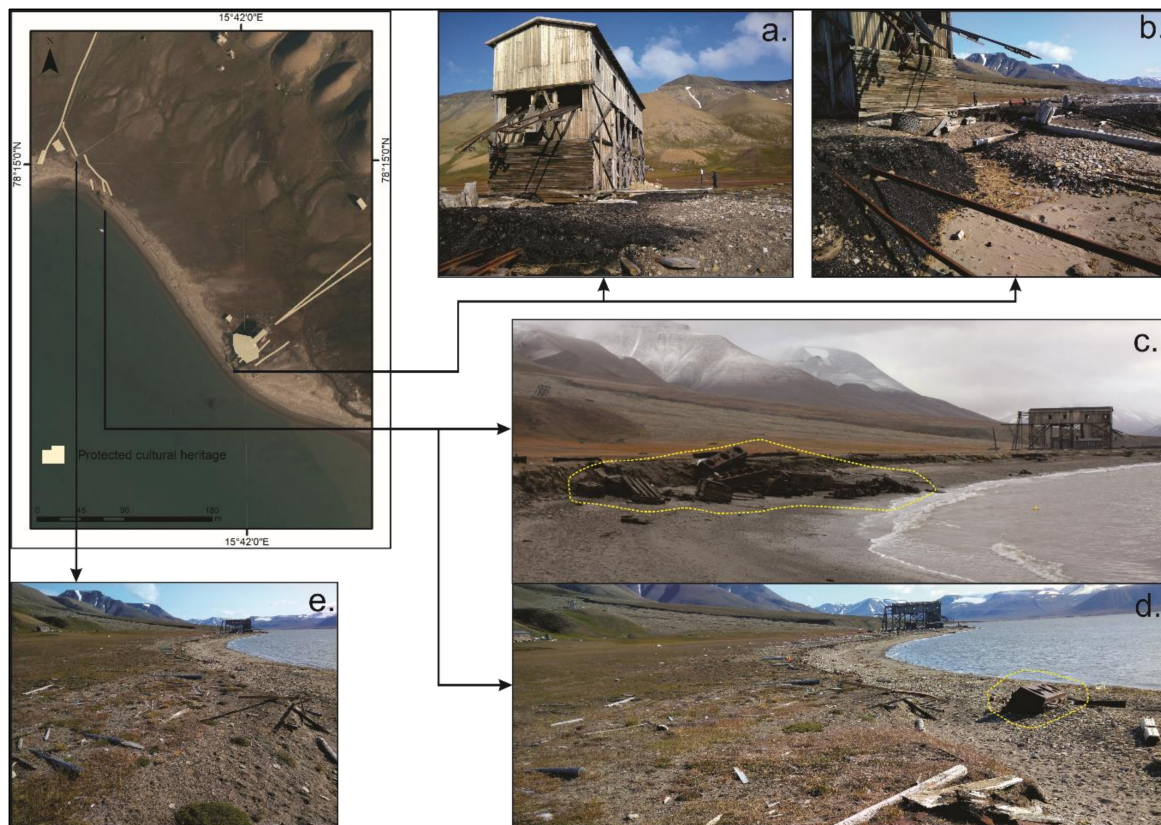 15°42'0"E
N
78°15'0"N
78°15'0"N
Protected cultural heritage
0 45 90 180
m
15°42'0"E
a.
b.
c.
d.
e.